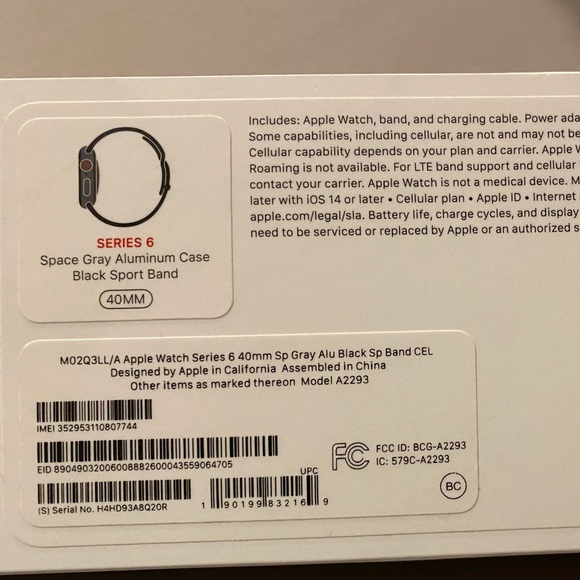 SERIES 6
Space Gray Aluminum Case
Black Sport Band
40MM
Includes: Apple Watch, band, and charging cable. Power
Some capabilities, including cellular, are not and may not be
Cellular capability depends on your plan and carrier. Apple
Roaming is not available. For LTE band support and cellular
contact your carrier. Apple Watch is not a medical device.
later with iOS 14 or later • Cellular plan • Apple ID • Internet
apple.com/legal/sla. Battery life, charge cycles, and display
need to be serviced or replaced by Apple or an authorized
M02Q3LL/A Apple Watch Series 6 40mm Sp Gray Alu Black Sp Band CEL
Designed by Apple in California Assembled in China
Other items as marked thereon Model A2293
IMEI 352953110807744
EID 89049032006008882600043559064705
(S) Serial No. H4HD93A8Q20R
UPC
1 90199 83216 9
FC
FCC ID: BCG-A2293
IC: 579C-A2293
BC